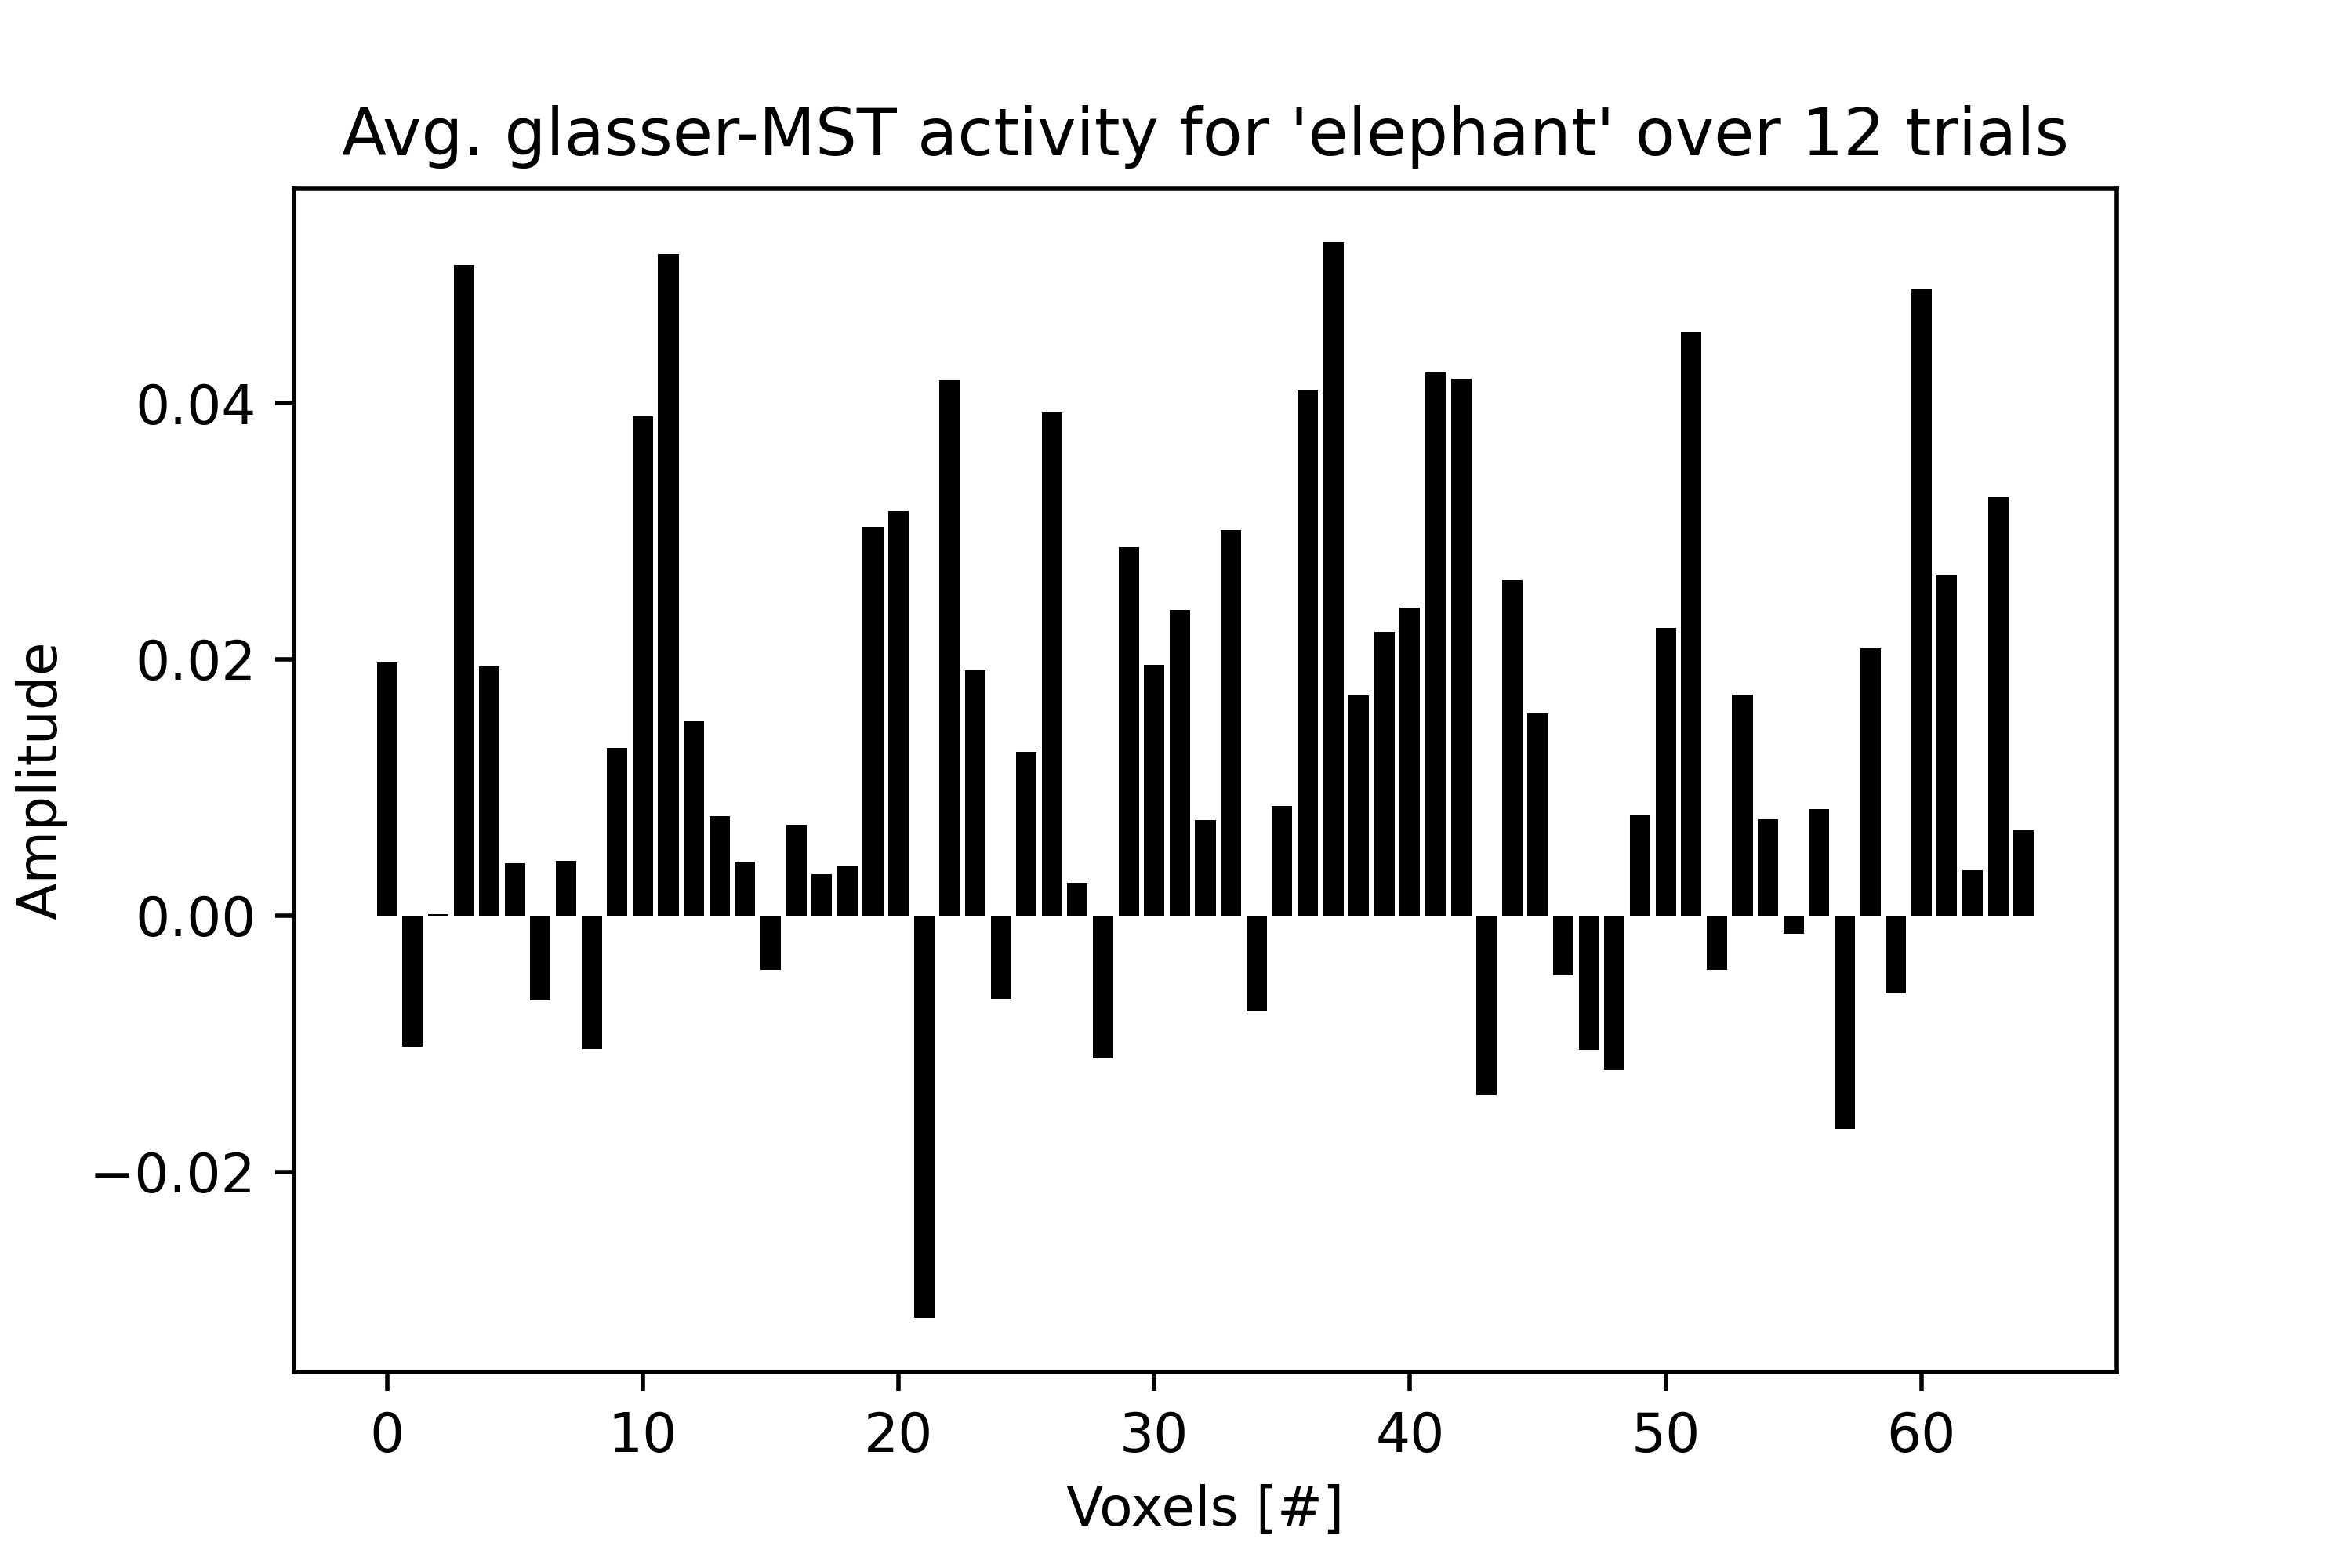 Avg. glasser-MST activity for 'elephant' over 12 trials
Amplitude
0.04
0.02
0.00
−0.02
0 10 20 30 40 50 60
Voxels [#]